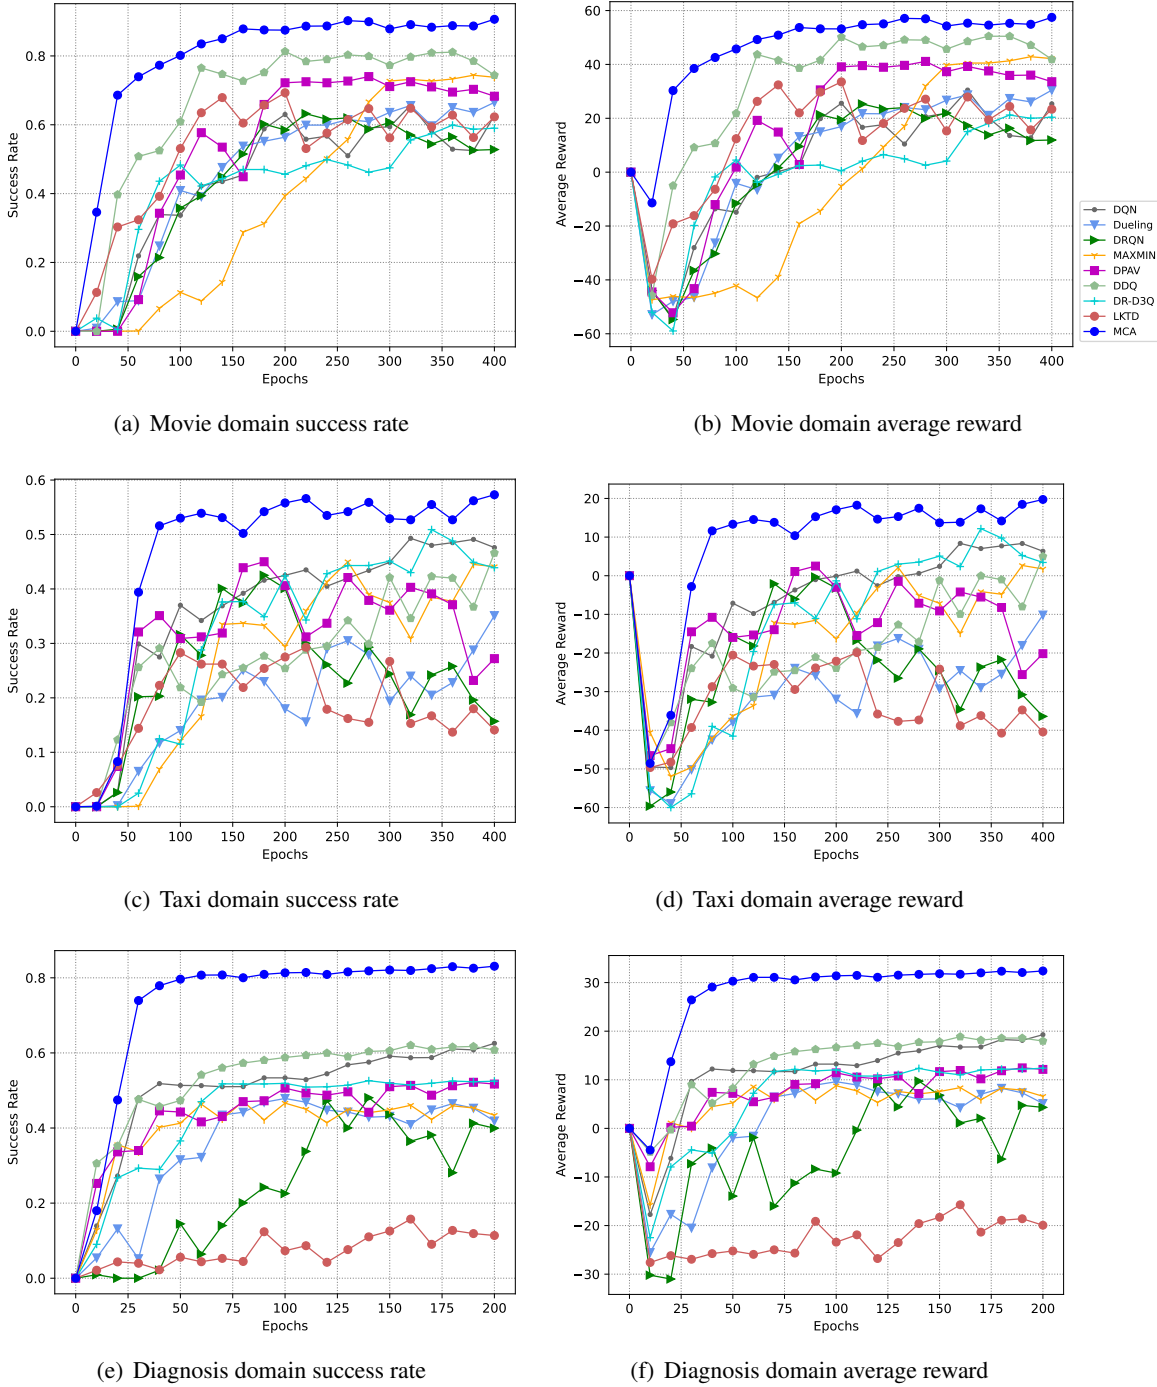 0.8
0.6
0.4
0.2
0.0
Success Rate
0 50 100 150 200 250 300 350 400
Epochs
(a) Movie domain success rate
60
40
20
0
−20
−40
−60
Average Reward
0 50 100 150 200 250 300 350 400
Epochs
DQN
Dueling
DRQN
MAXMIN
DPAV
DDQ
DR-D3Q
LKTD
MCA
(b) Movie domain average reward
0.6
0.5
0.4
0.3
0.2
0.1
0.0
Success Rate
0 50 100 150 200 250 300 350 400
Epochs
(c) Taxi domain success rate
20
10
0
−10
−20
−30
−40
−50
−60
Average Reward
0 50 100 150 200 250 300 350 400
Epochs
(d) Taxi domain average reward
0.8
0.6
0.4
0.2
0.0
Success Rate
0 25 50 75 100 125 150 175 200
Epochs
(e) Diagnosis domain success rate
30
20
10
0
−10
−20
−30
Average Reward
0 25 50 75 100 125 150 175 200
Epochs
(f) Diagnosis domain average reward